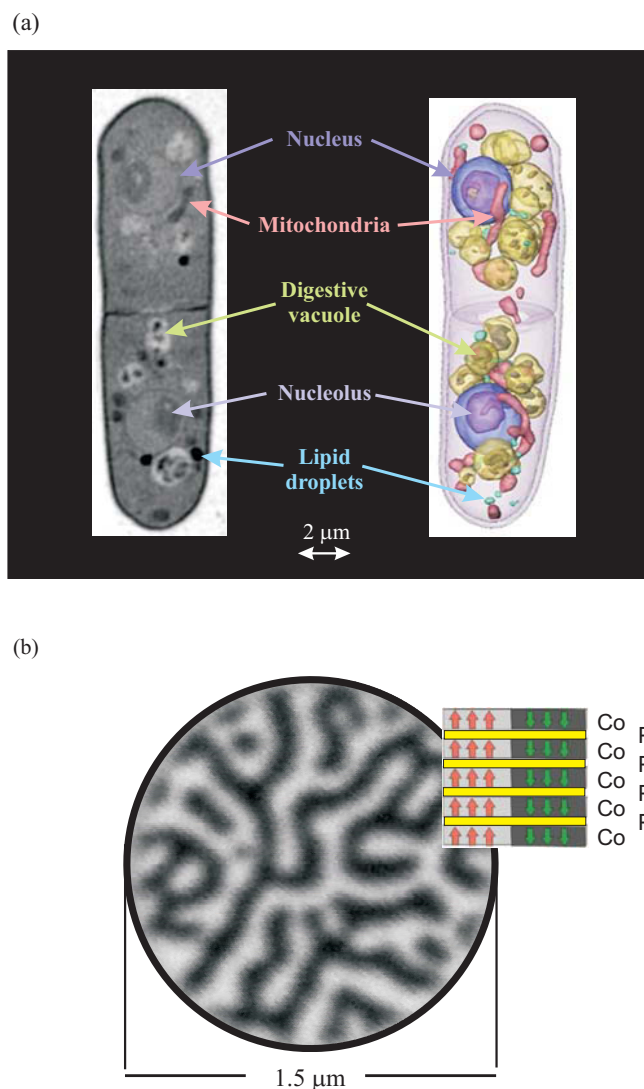 (a)
Nucleus
Mitochondria
Digestive
vacuole
Nucleolus
Lipid
droplets
2 μm
(b)
Co
Co
Co
Co
Co
1.5 μm